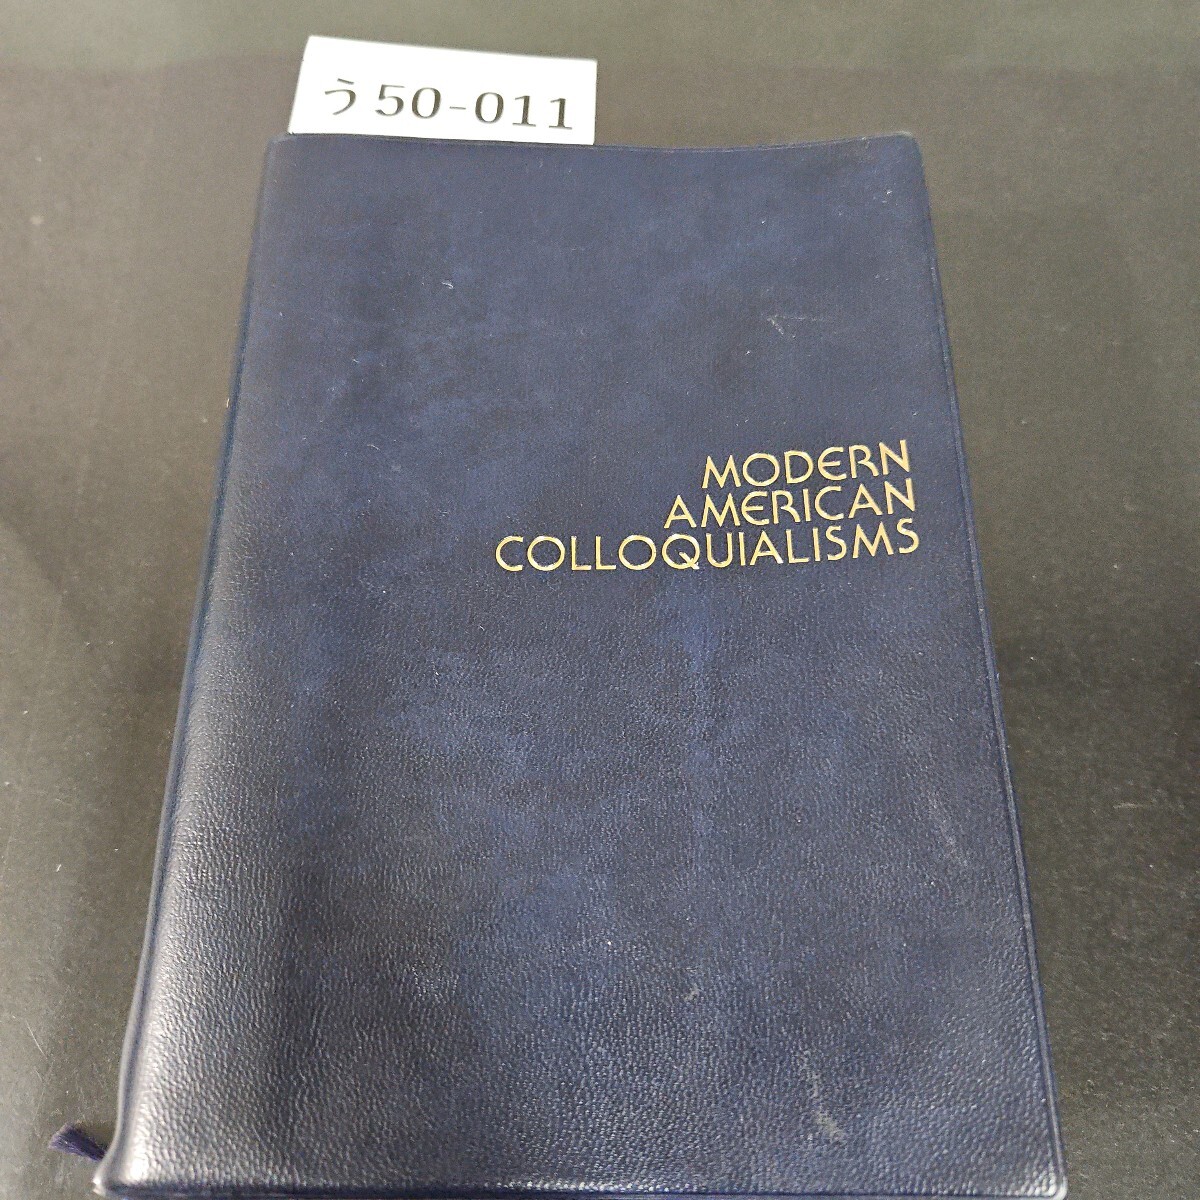 う50-011
MODERN
AMERICAN
COLLOQUIALISMS